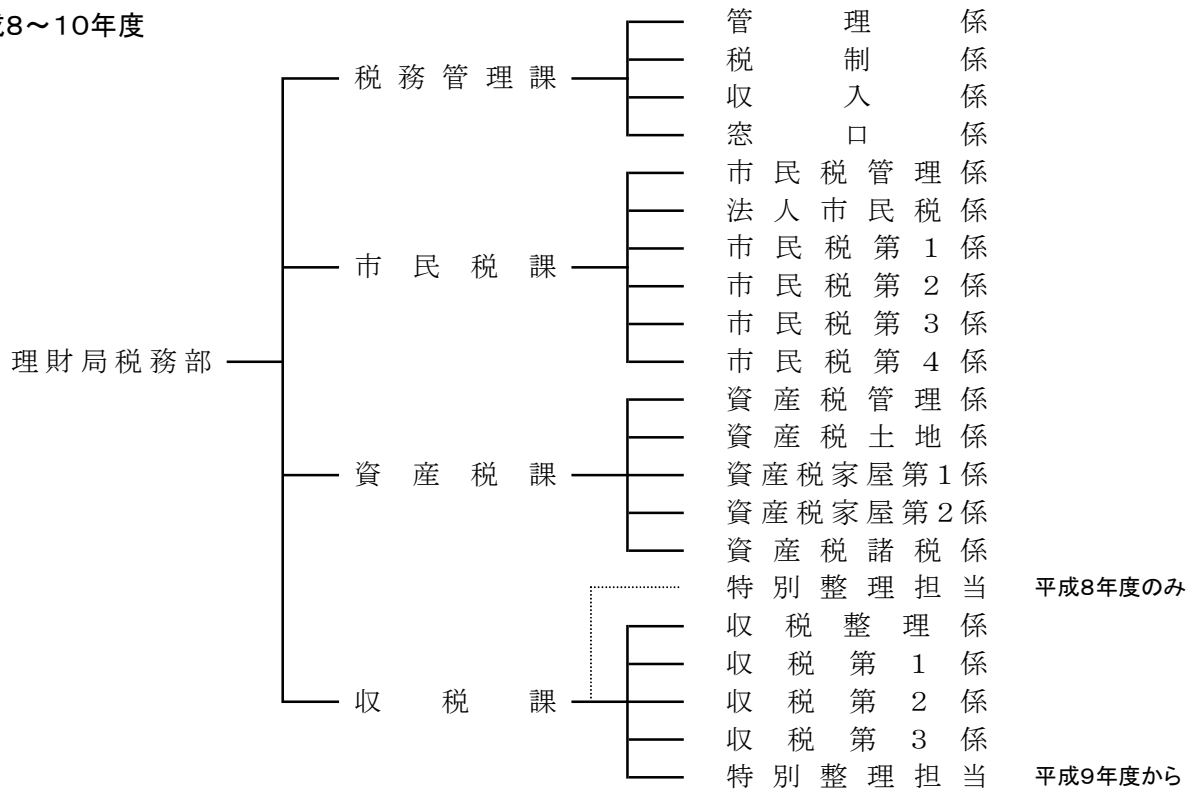 成8～10年度
管理係
税務管理課
税制係
収入係
窓口係
市民税管理係
法人市民税係
市民税第1係
市民税課
市民税第2係
市民税第3係
理財局税務部
市民税第4係
資産税管理係
資産税土地係
資産税課
資産税家屋第1係
資産税家屋第2係
資産税諸税係
特別整理担当 平成8年度のみ
収税整理係
収税第1係
収税課
収税第2係
収税第3係
特別整理担当 平成9年度から